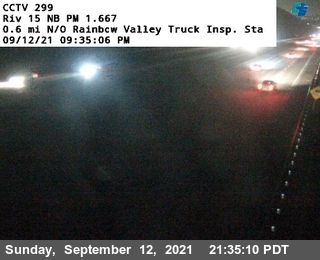 CCTV 299
Riv 15 NB PM 1.667
0.6 mi N/O Rainbow Valley Truck Insp. Sta
09/12/21 09:35:06 PM
Sunday, September 12, 2021 21:35:10 PDT